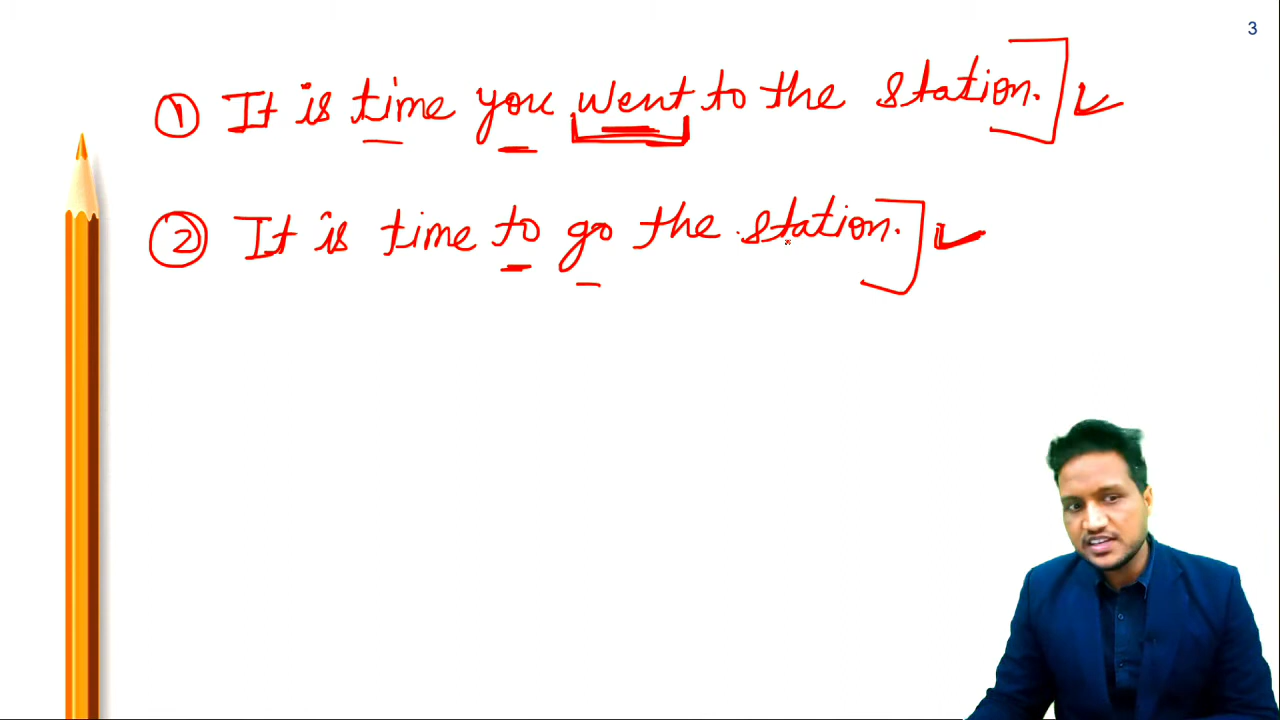 3
① It is time you went to the station.
② It is time to go the station.